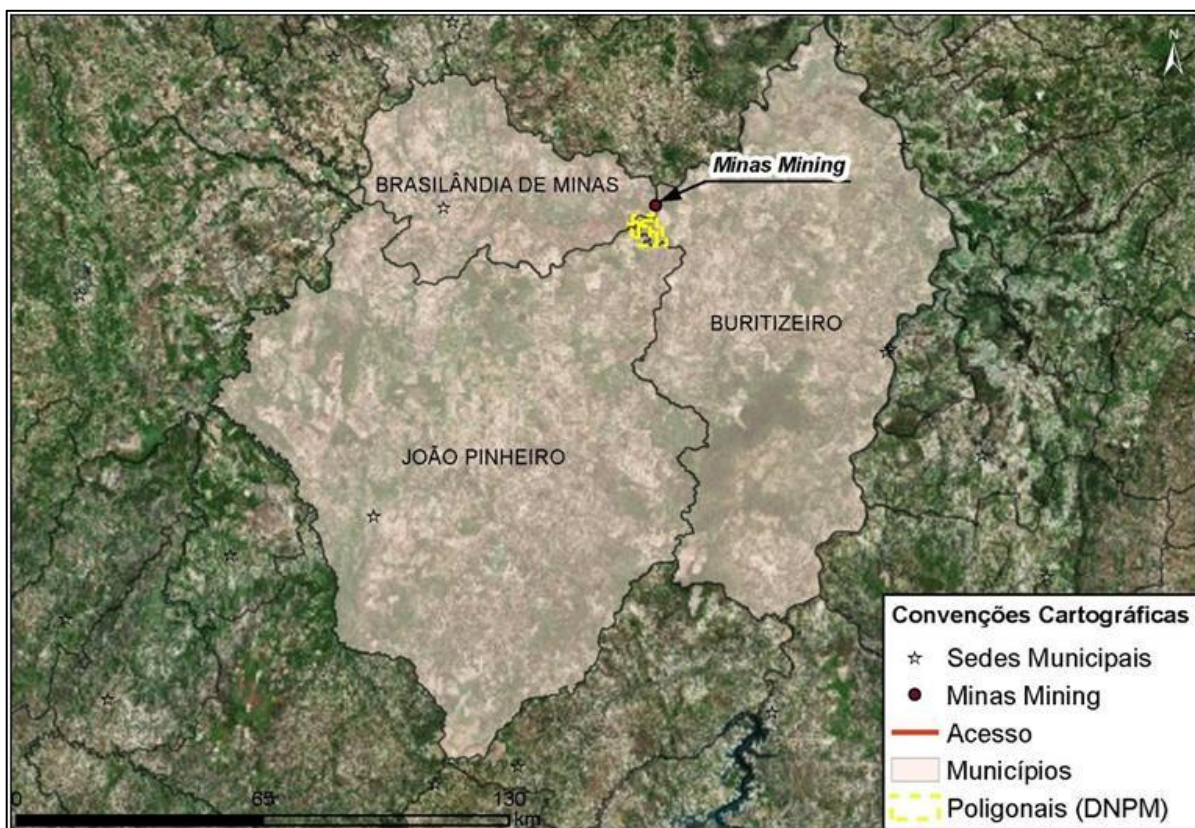 N
Minas Mining
BRASILÂNDIA DE MINAS
BURITIZEIRO
JOÃO PINHEIRO
Convenções Cartográficas
Sedes Municipais
Minas Mining
Acesso
Municípios
Poligonais (DNPM)
0 65 130
km